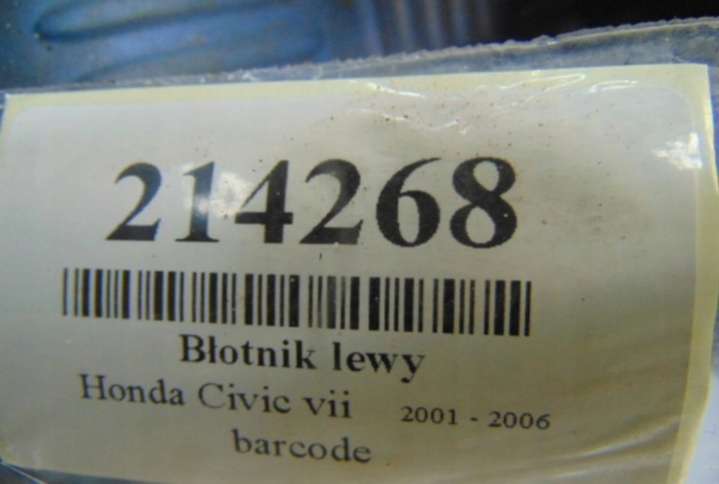 214268
Błotnik lewy
Honda Civic vii 2001 - 2006
barcode